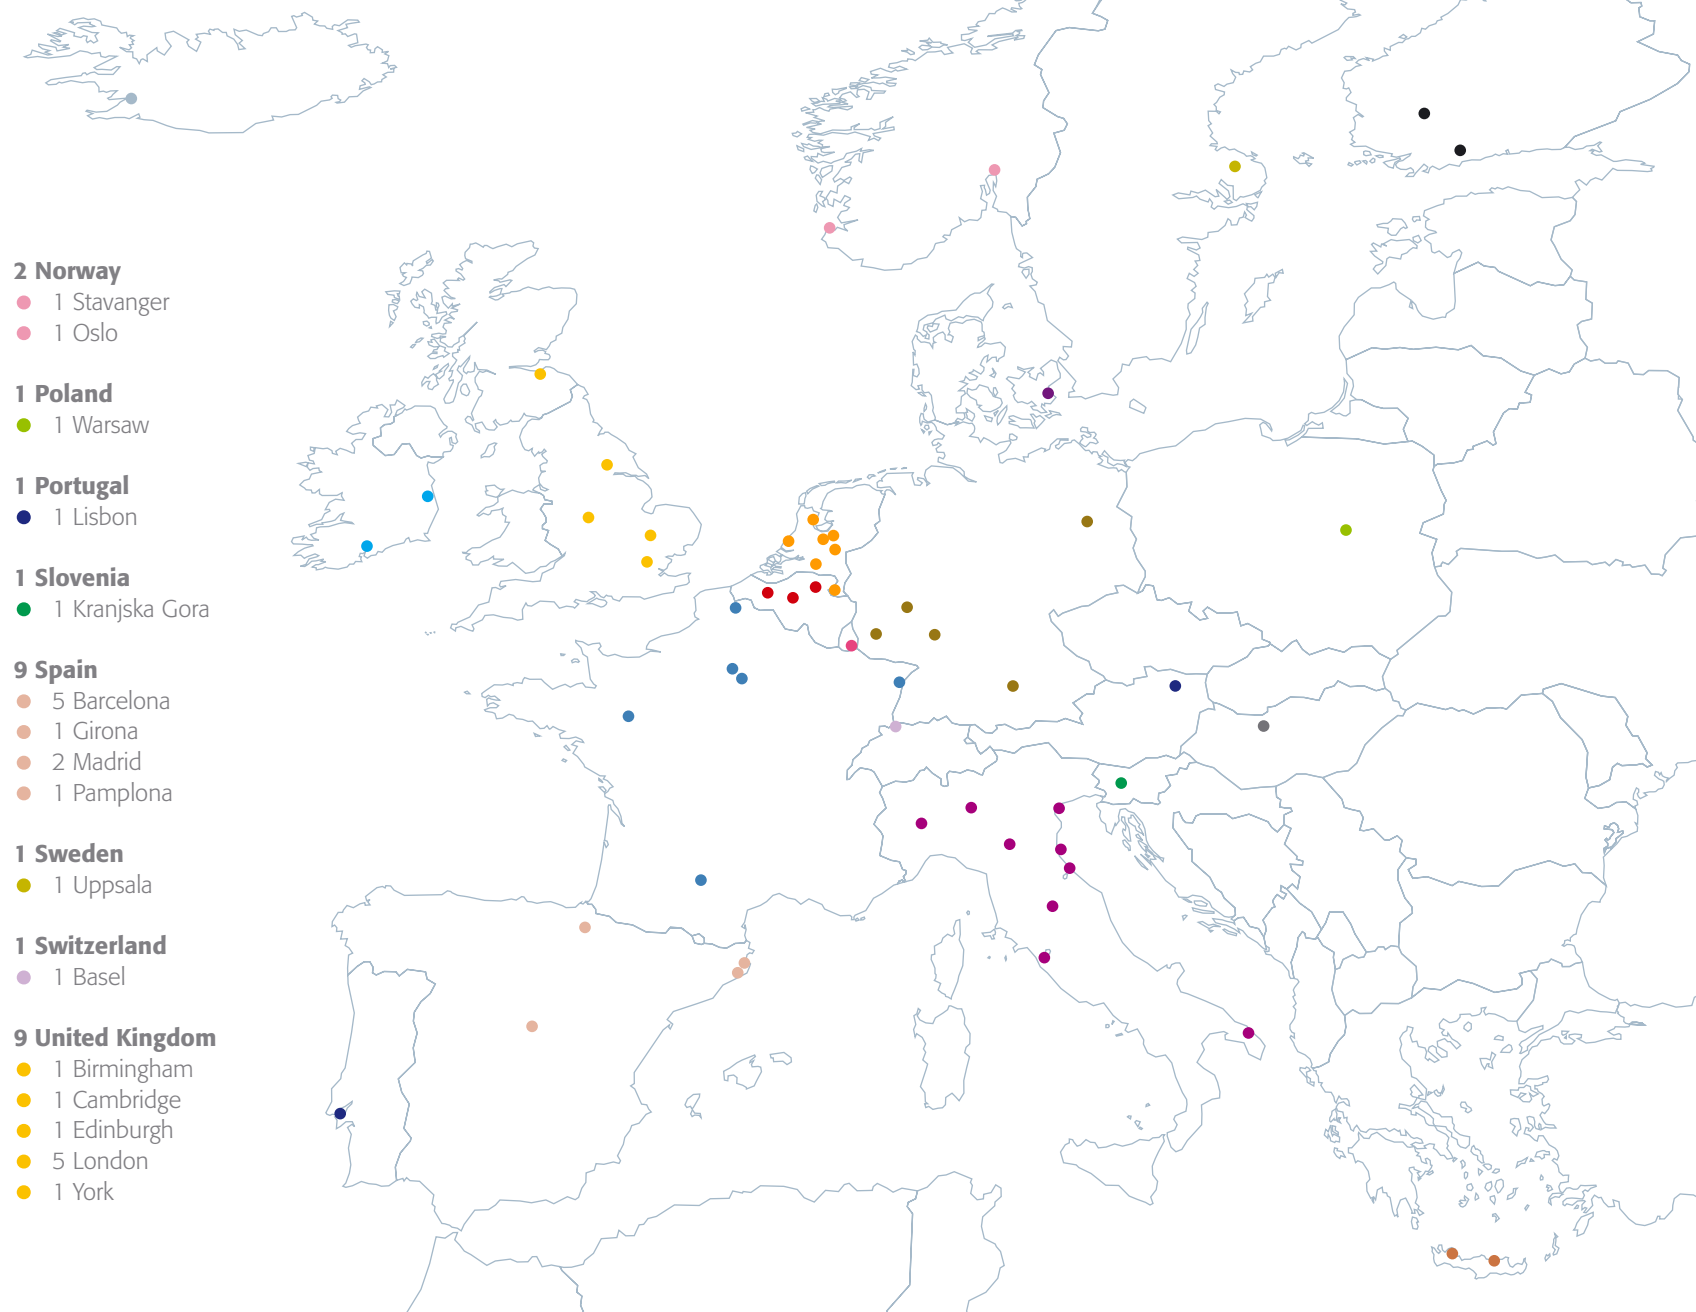 2 Norway
1 Stavanger
1 Oslo
1 Poland
1 Warsaw
1 Portugal
1 Lisbon
1 Slovenia
1 Kranjska Gora
9 Spain
5 Barcelona
1 Girona
2 Madrid
1 Pamplona
1 Sweden
1 Uppsala
1 Switzerland
1 Basel
9 United Kingdom
1 Birmingham
1 Cambridge
1 Edinburgh
5 London
1 York